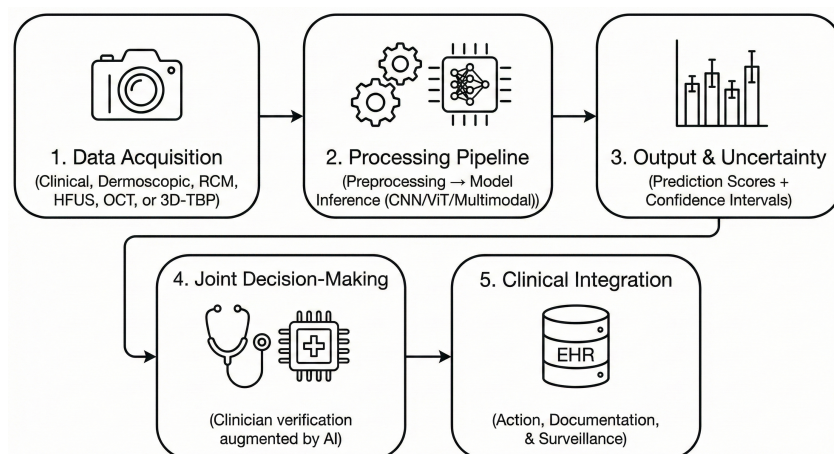 1. Data Acquisition
(Clinical, Dermoscopic, RCM,
HFUS, OCT, or 3D-TBP)
2. Processing Pipeline
(Preprocessing → Model
Inference (CNN/ViT/Multimodal))
3. Output & Uncertainty
(Prediction Scores +
Confidence Intervals)
4. Joint Decision-Making
(Clinician verification
augmented by AI)
5. Clinical Integration
EHR
(Action, Documentation,
& Surveillance)